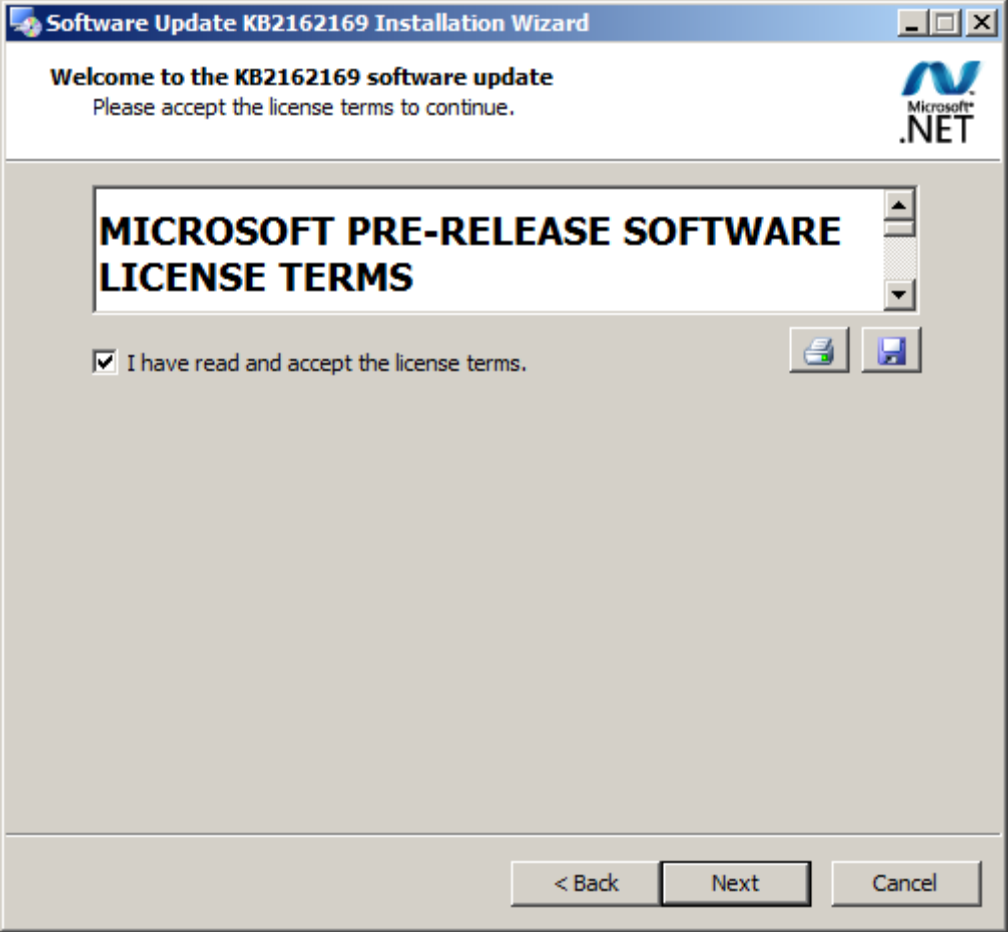 Software Update KB2162169 Installation Wizard
Welcome to the KB2162169 software update
Please accept the license terms to continue.
Microsoft®
.NET
MICROSOFT PRE-RELEASE SOFTWARE
LICENSE TERMS
I have read and accept the license terms.
< Back
Next
Cancel